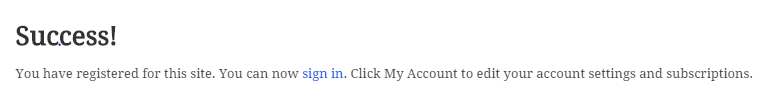 Success!
You have registered for this site. You can now sign in. Click My Account to edit your account settings and subscriptions.